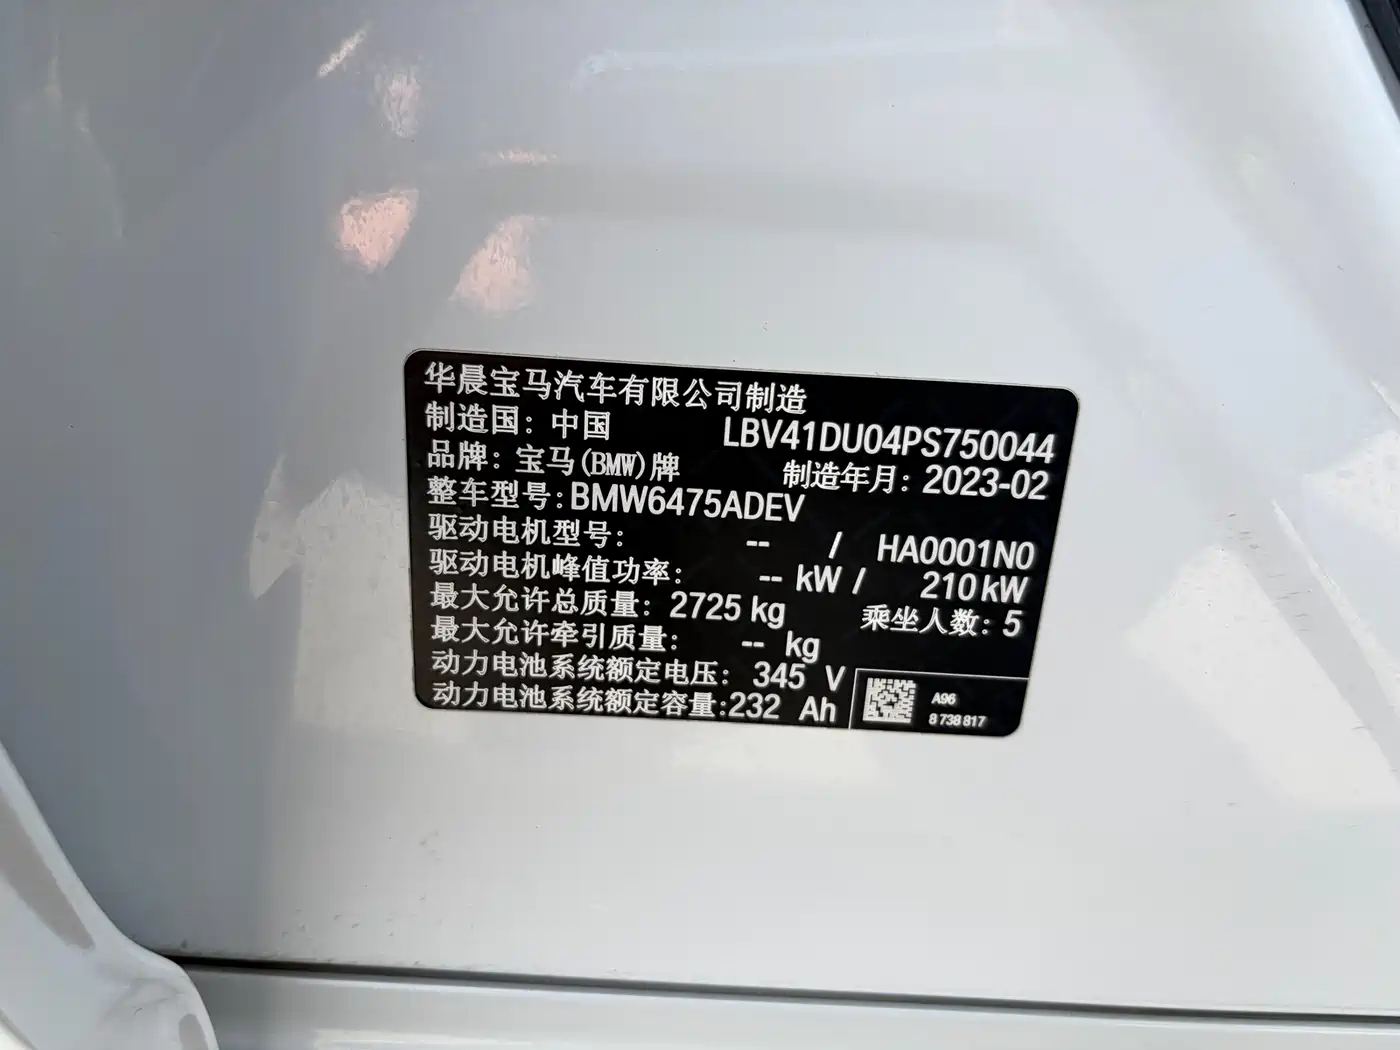 华晨宝马汽车有限公司制造
制造国：中国 LBV41DU04PS750044
品牌：宝马(BMW)牌 制造年月：2023-02
整车型号:BMW6475ADEV
驱动电机型号： -- / HA0001N0
驱动电机峰值功率： -- kW / 210kW
最大允许总质量： 2725 kg 乘坐人数：5
最大允许牵引质量： -- kg
动力电池系统额定电压： 345 V
动力电池系统额定容量:232 Ah
A96
8 738 817